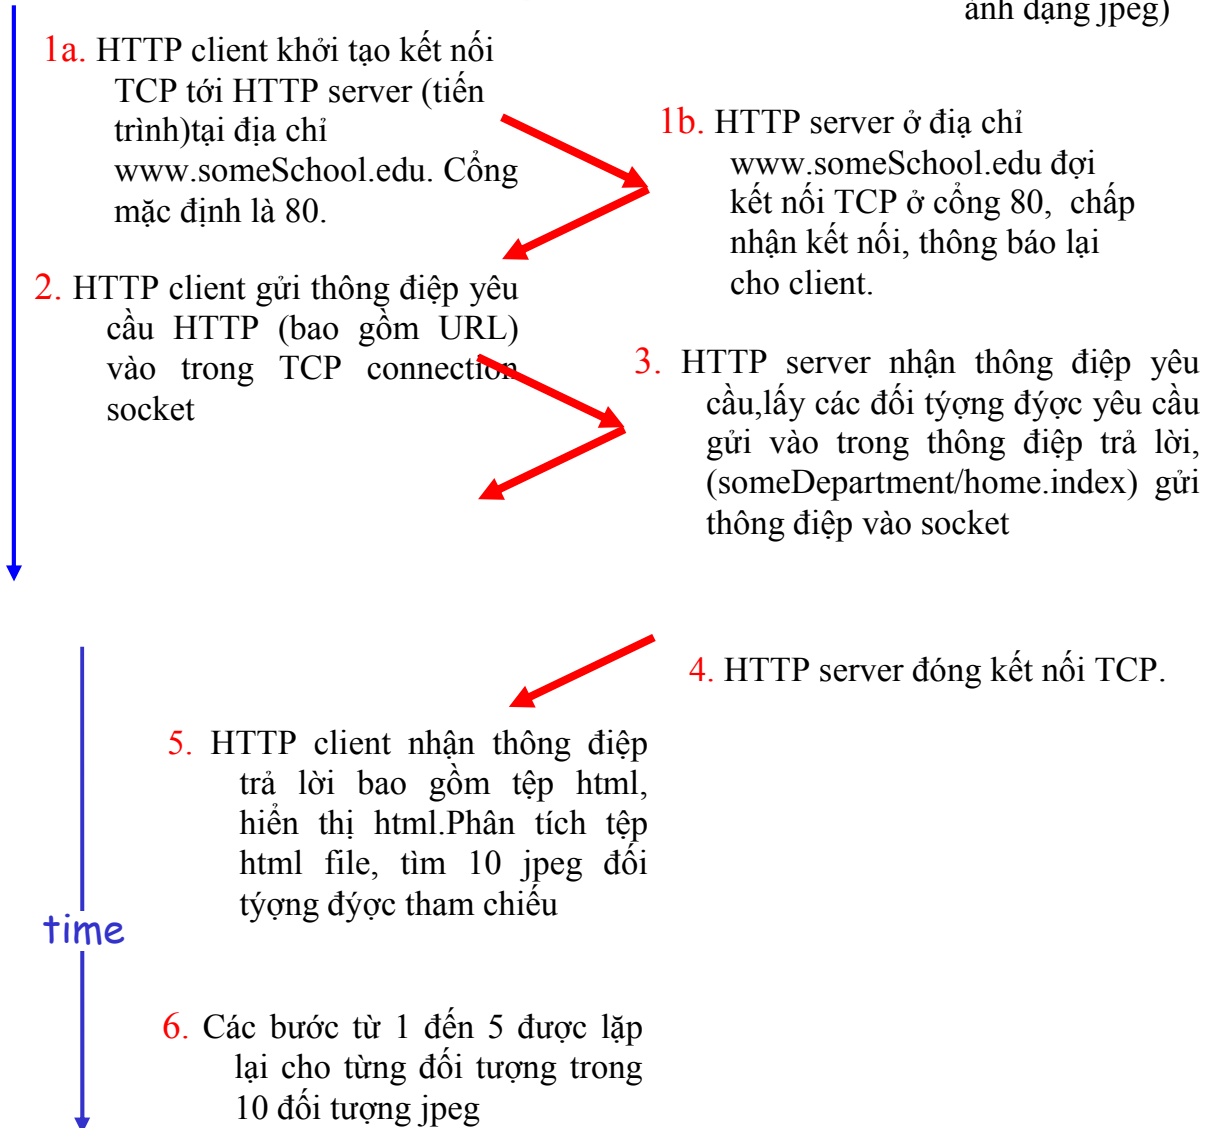 ảnh dạng jpeg)
1a. HTTP client khởi tạo kết nối
TCP tới HTTP server (tiến
trình)tại địa chỉ
www.someSchool.edu. Cổng
mặc định là 80.
1b. HTTP server ở điạ chỉ
www.someSchool.edu đợi
kết nối TCP ở cổng 80, chấp
nhận kết nối, thông báo lại
cho client.
2. HTTP client gửi thông điệp yêu
cầu HTTP (bao gồm URL)
vào trong TCP connection
socket
3. HTTP server nhận thông điệp yêu
cầu,lấy các đối týợng đýợc yêu cầu
gửi vào trong thông điệp trả lời,
(someDepartment/home.index) gửi
thông điệp vào socket
4. HTTP server đóng kết nối TCP.
5. HTTP client nhận thông điệp
trả lời bao gồm tệp html,
hiển thị html.Phân tích tệp
html file, tìm 10 jpeg đối
týợng đýợc tham chiếu
time
6. Các bước từ 1 đến 5 được lặp
lại cho từng đối tượng trong
10 đối tượng jpeg